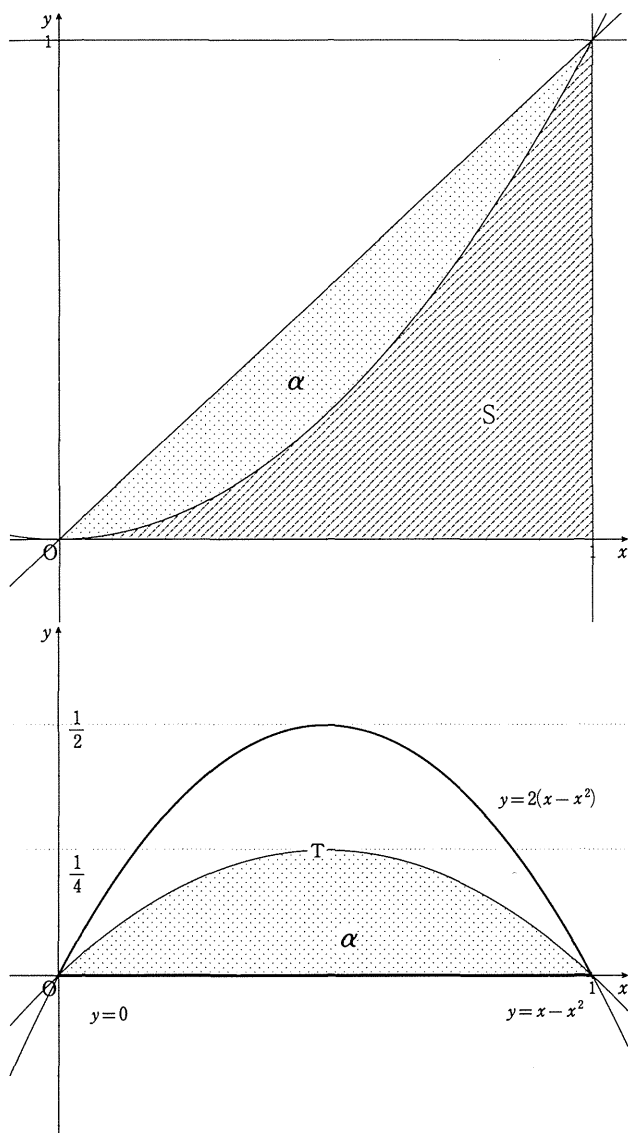 y
1
α
S
O
1
x
y
1/2
y=2(x−x²)
T
1/4
α
O
1
x
y=0
y=x−x²